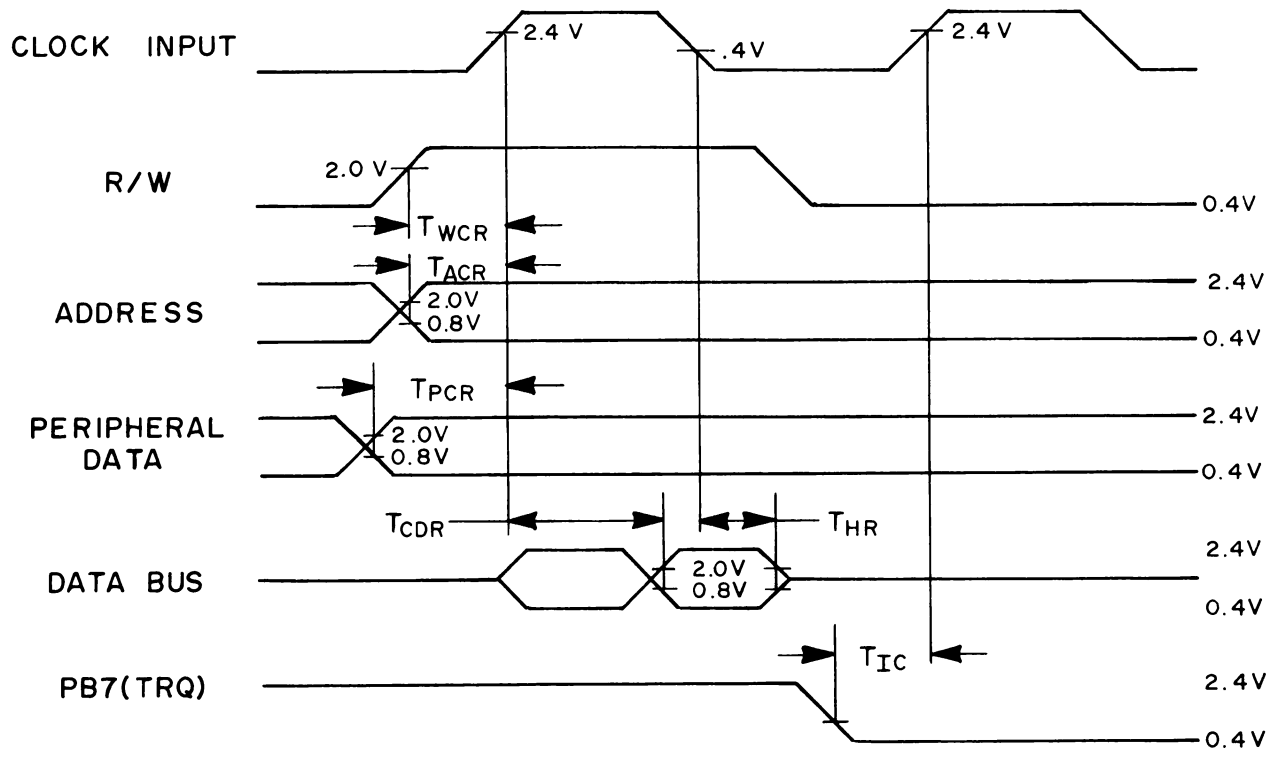 CLOCK INPUT
2.4 V
.4V
2.4 V
R/W
2.0 V
0.4V
TWCR
TACR
ADDRESS
2.0V
0.8V
2.4V
0.4V
TPCR
PERIPHERAL
DATA
2.0V
0.8V
2.4V
0.4V
TCDR
THR
DATA BUS
2.0V
0.8V
2.4V
0.4V
TIC
PB7(TRQ)
2.4V
0.4V